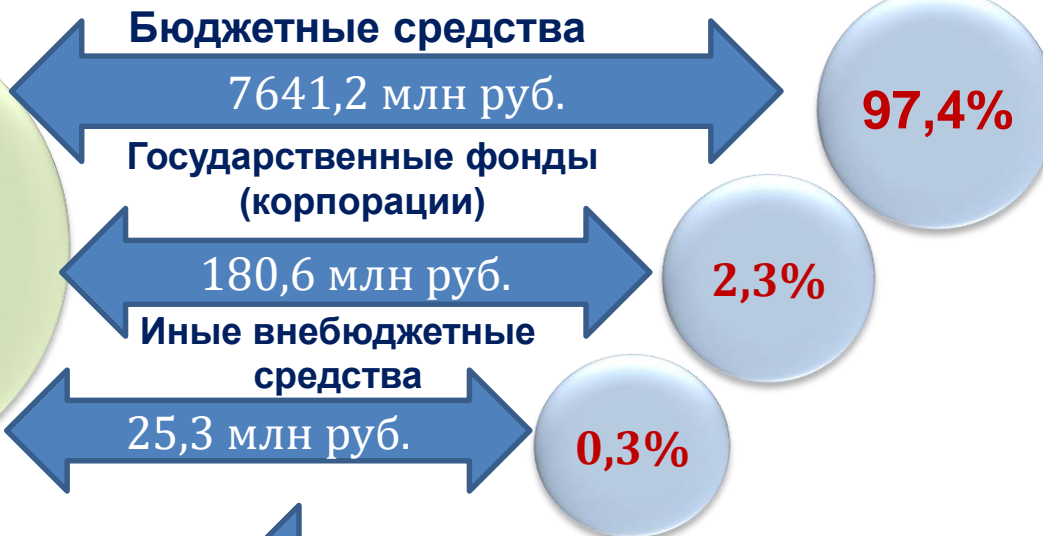 Бюджетные средства
7641,2 млн руб.
97,4%
Государственные фонды
(корпорации)
180,6 млн руб.
2,3%
Иные внебюджетные
средства
25,3 млн руб.
0,3%